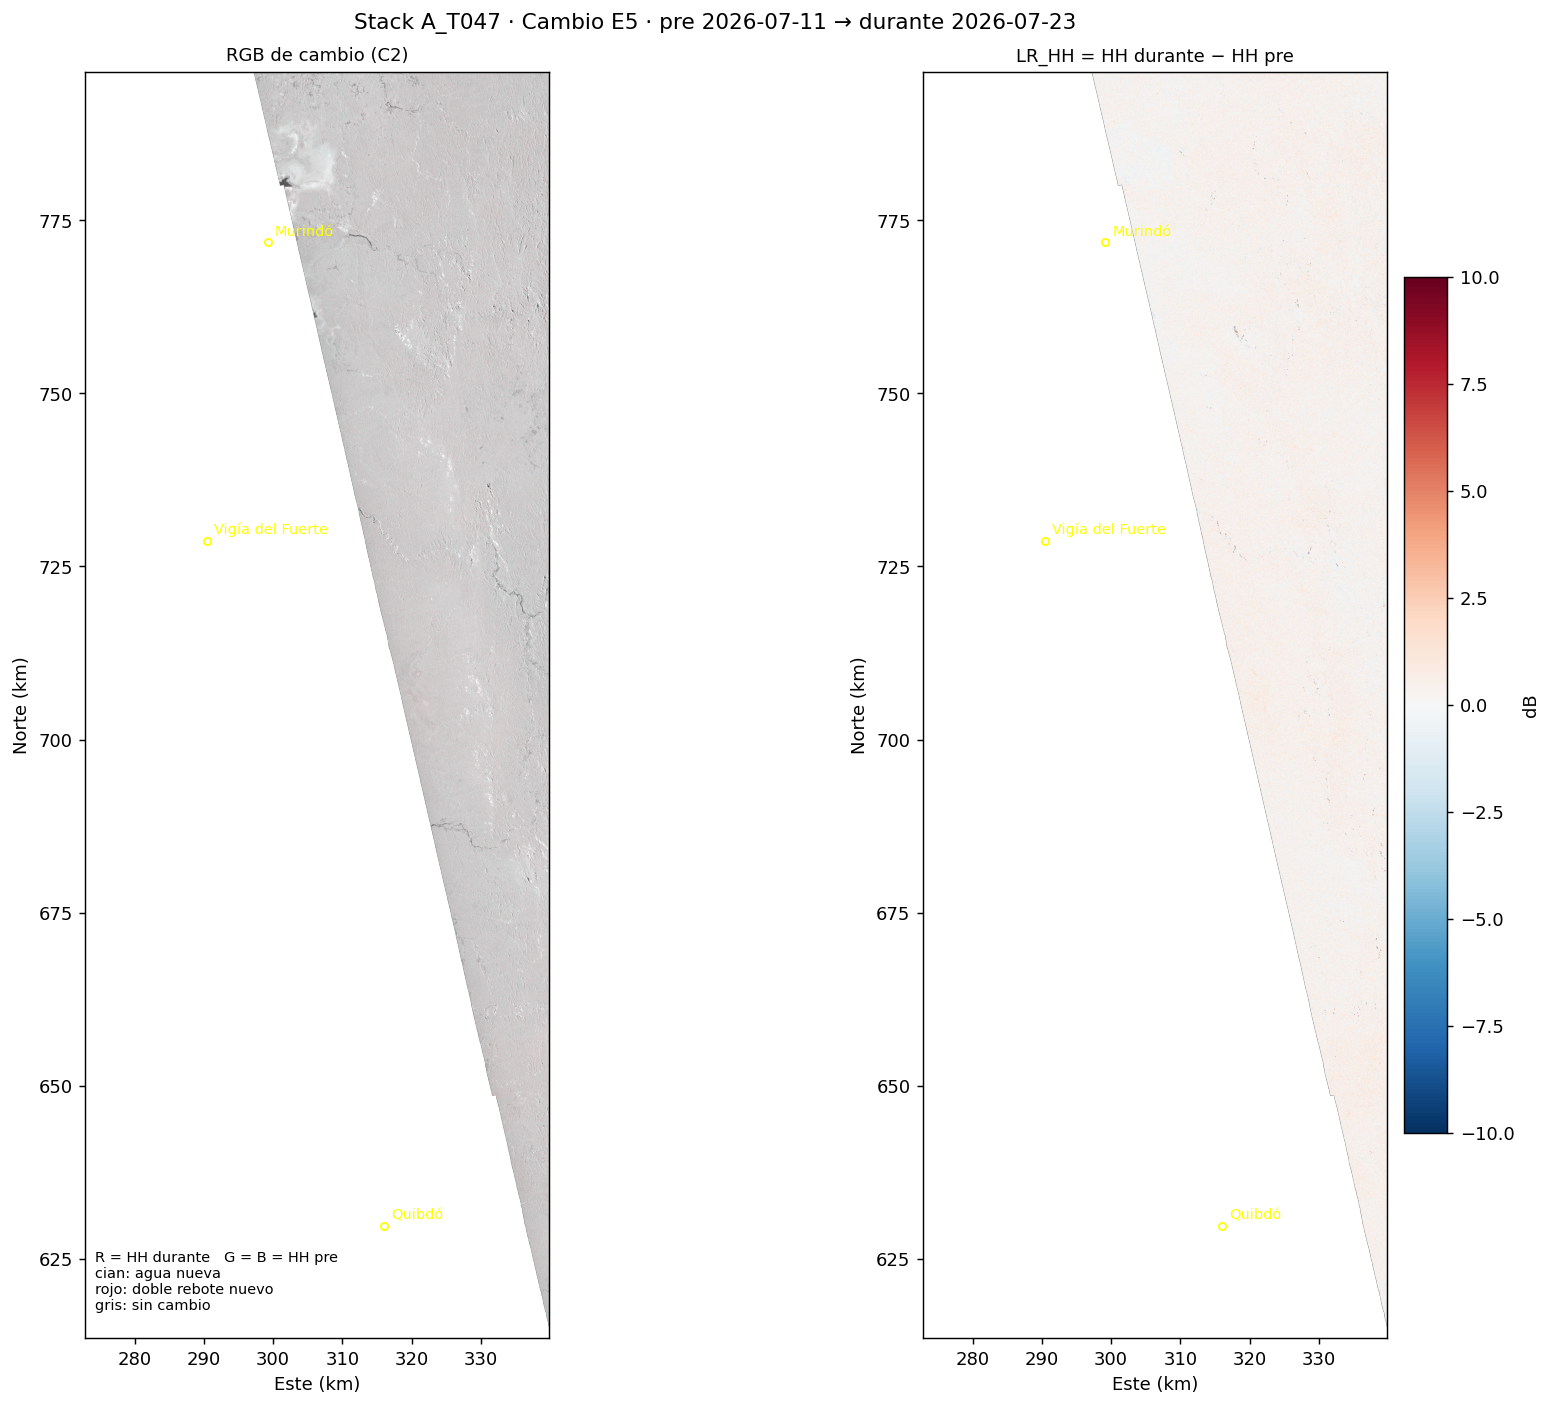 Stack A_T047 · Cambio E5 · pre 2026-07-11 → durante 2026-07-23
RGB de cambio (C2)
LR_HH = HH durante − HH pre
Murindó
Vigía del Fuerte
Quibdó
R = HH durante   G = B = HH pre
cian: agua nueva
rojo: doble rebote nuevo
gris: sin cambio
775
750
725
700
675
650
625
Norte (km)
280 290 300 310 320 330
Este (km)
Murindó
Vigía del Fuerte
Quibdó
775
750
725
700
675
650
625
Norte (km)
280 290 300 310 320 330
Este (km)
10.0
7.5
5.0
2.5
0.0
−2.5
−5.0
−7.5
−10.0
dB